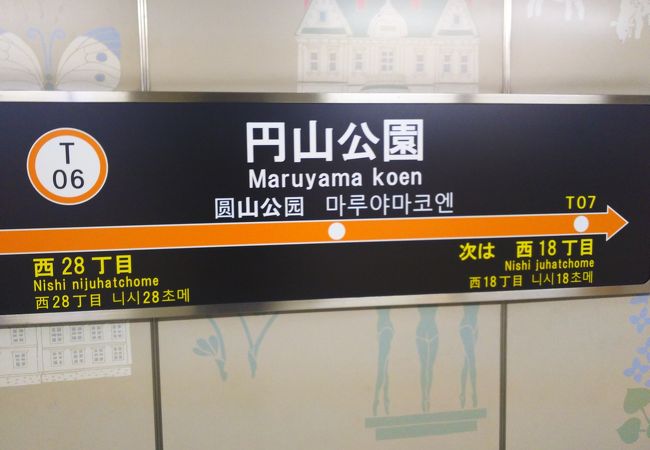 T
06
円山公園
Maruyama koen
圆山公园 마루야마코엔
T07
西 28 丁目
Nishi nijuhatchome
西28丁目 니시28초메
次は 西 18 丁目
Nishi juhatchome
西18丁目 니시18초메